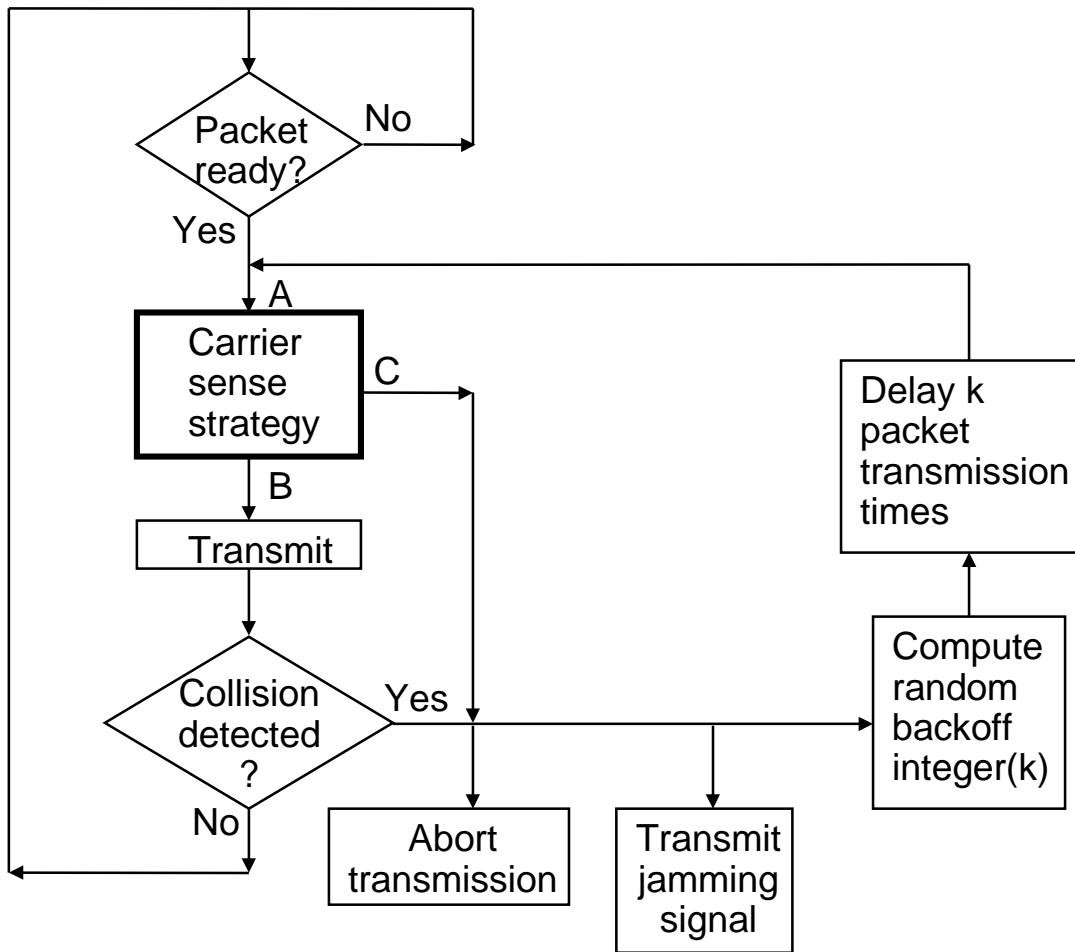 Packet
ready?
No
Yes
A
Carrier
sense
strategy
C
B
Transmit
Collision
detected
?
Yes
No
Abort
transmission
Transmit
jamming
signal
Compute
random
backoff
integer(k)
Delay k
packet
transmission
times